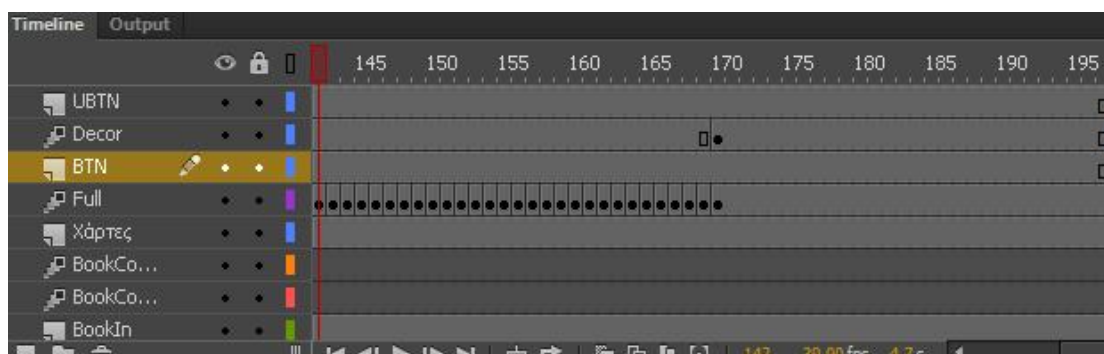 Timeline Output
145 150 155 160 165 170 175 180 185 190 195
UBTN
Decor
BTN
Full
Χάρτες
BookCo...
BookCo...
BookIn